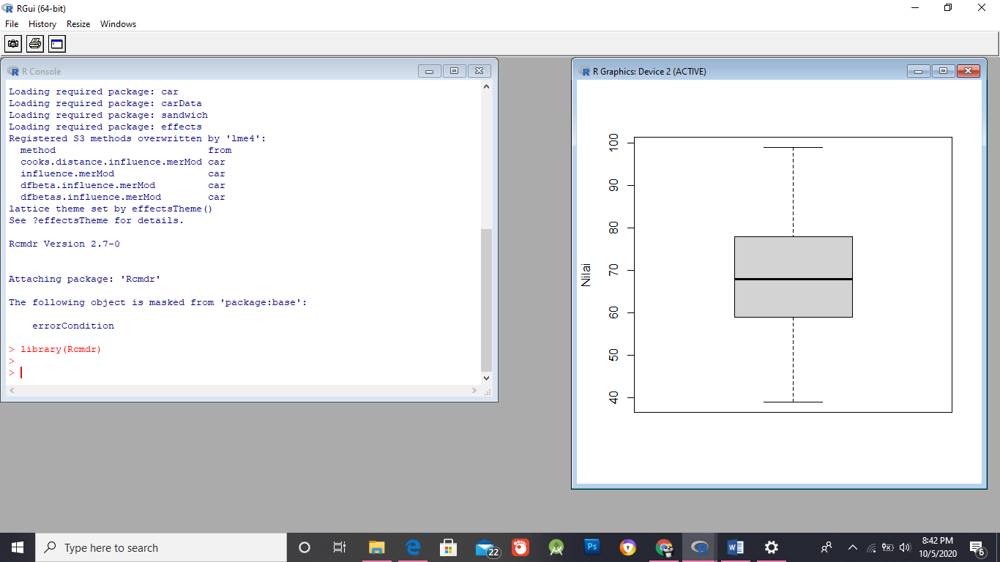 RGui (64-bit)
File History Resize Windows
R Console
Loading required package: car
Loading required package: carData
Loading required package: sandwich
Loading required package: effects
Registered S3 methods overwritten by 'lme4':
  method                          from
  cooks.distance.influence.merMod car
  influence.merMod                car
  dfbeta.influence.merMod         car
  dfbetas.influence.merMod        car
lattice theme set by effectsTheme()
See ?effectsTheme for details.
Rcmdr Version 2.7-0
Attaching package: 'Rcmdr'
The following object is masked from 'package:base':
    errorCondition
> library(Rcmdr)
>
>
R Graphics: Device 2 (ACTIVE)
Nilai
100
90
80
70
60
50
40
Type here to search
22
Ps
8:42 PM
10/5/2020
6